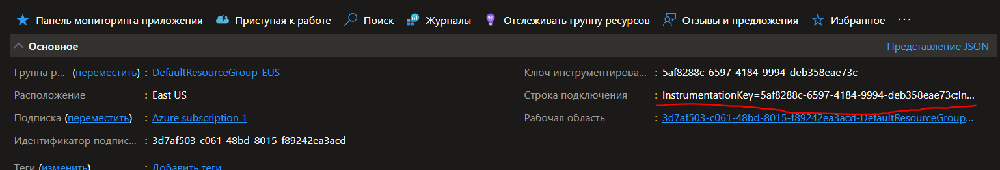 Панель мониторинга приложения Приступая к работе Поиск Журналы Отслеживать группу ресурсов Отзывы и предложения Избранное ...
Основное Представление JSON
Группа р... (переместить) : DefaultResourceGroup-EUS
Расположение : East US
Подписка (переместить) : Azure subscription 1
Идентификатор подпис... : 3d7af503-c061-48bd-8015-f89242ea3acd
Теги (изменить) : Добавить теги
Ключ инструментирова... : 5af8288c-6597-4184-9994-deb358eae73c
Строка подключения : InstrumentationKey=5af8288c-6597-4184-9994-deb358eae73c;In...
Рабочая область : 3d7af503-c061-48bd-8015-f89242ea3acd-DefaultResourceGroup...